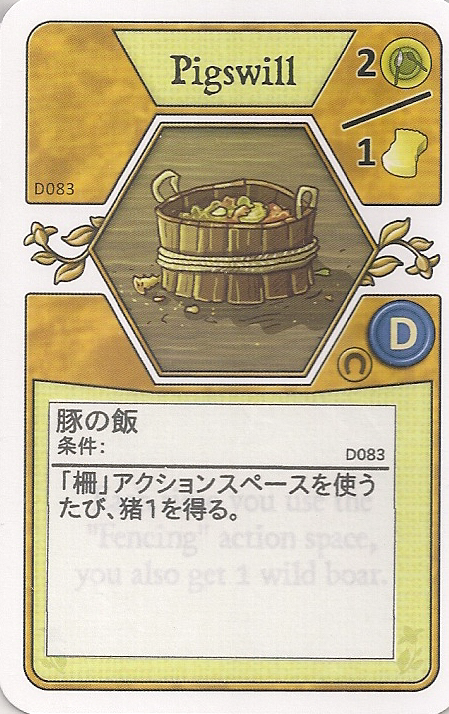 Pigswill
2
1
D083
D
豚の飯
条件:
D083
「柵」アクションスペースを使う
たび、猪1を得る。
you use the
"Fencing" action space,
you also get 1 wild boar.